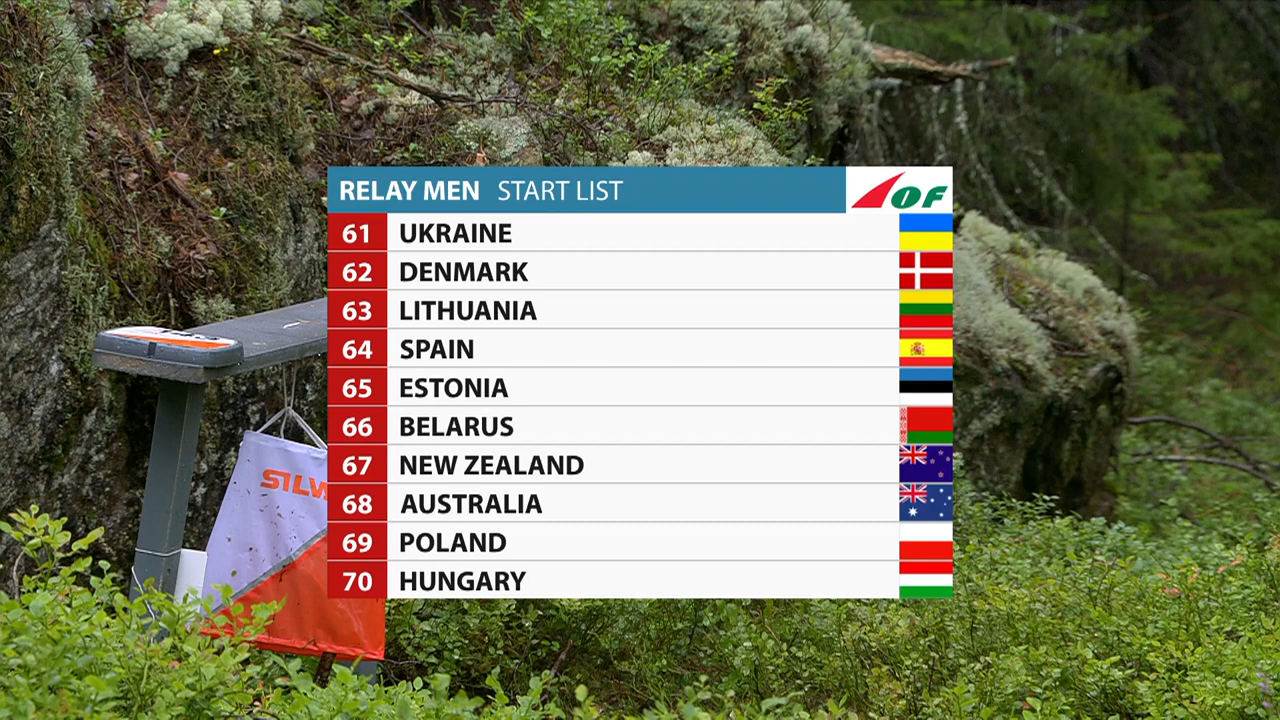 RELAY MEN START LIST
IOF
61 UKRAINE
62 DENMARK
63 LITHUANIA
64 SPAIN
65 ESTONIA
66 BELARUS
67 NEW ZEALAND
68 AUSTRALIA
69 POLAND
70 HUNGARY